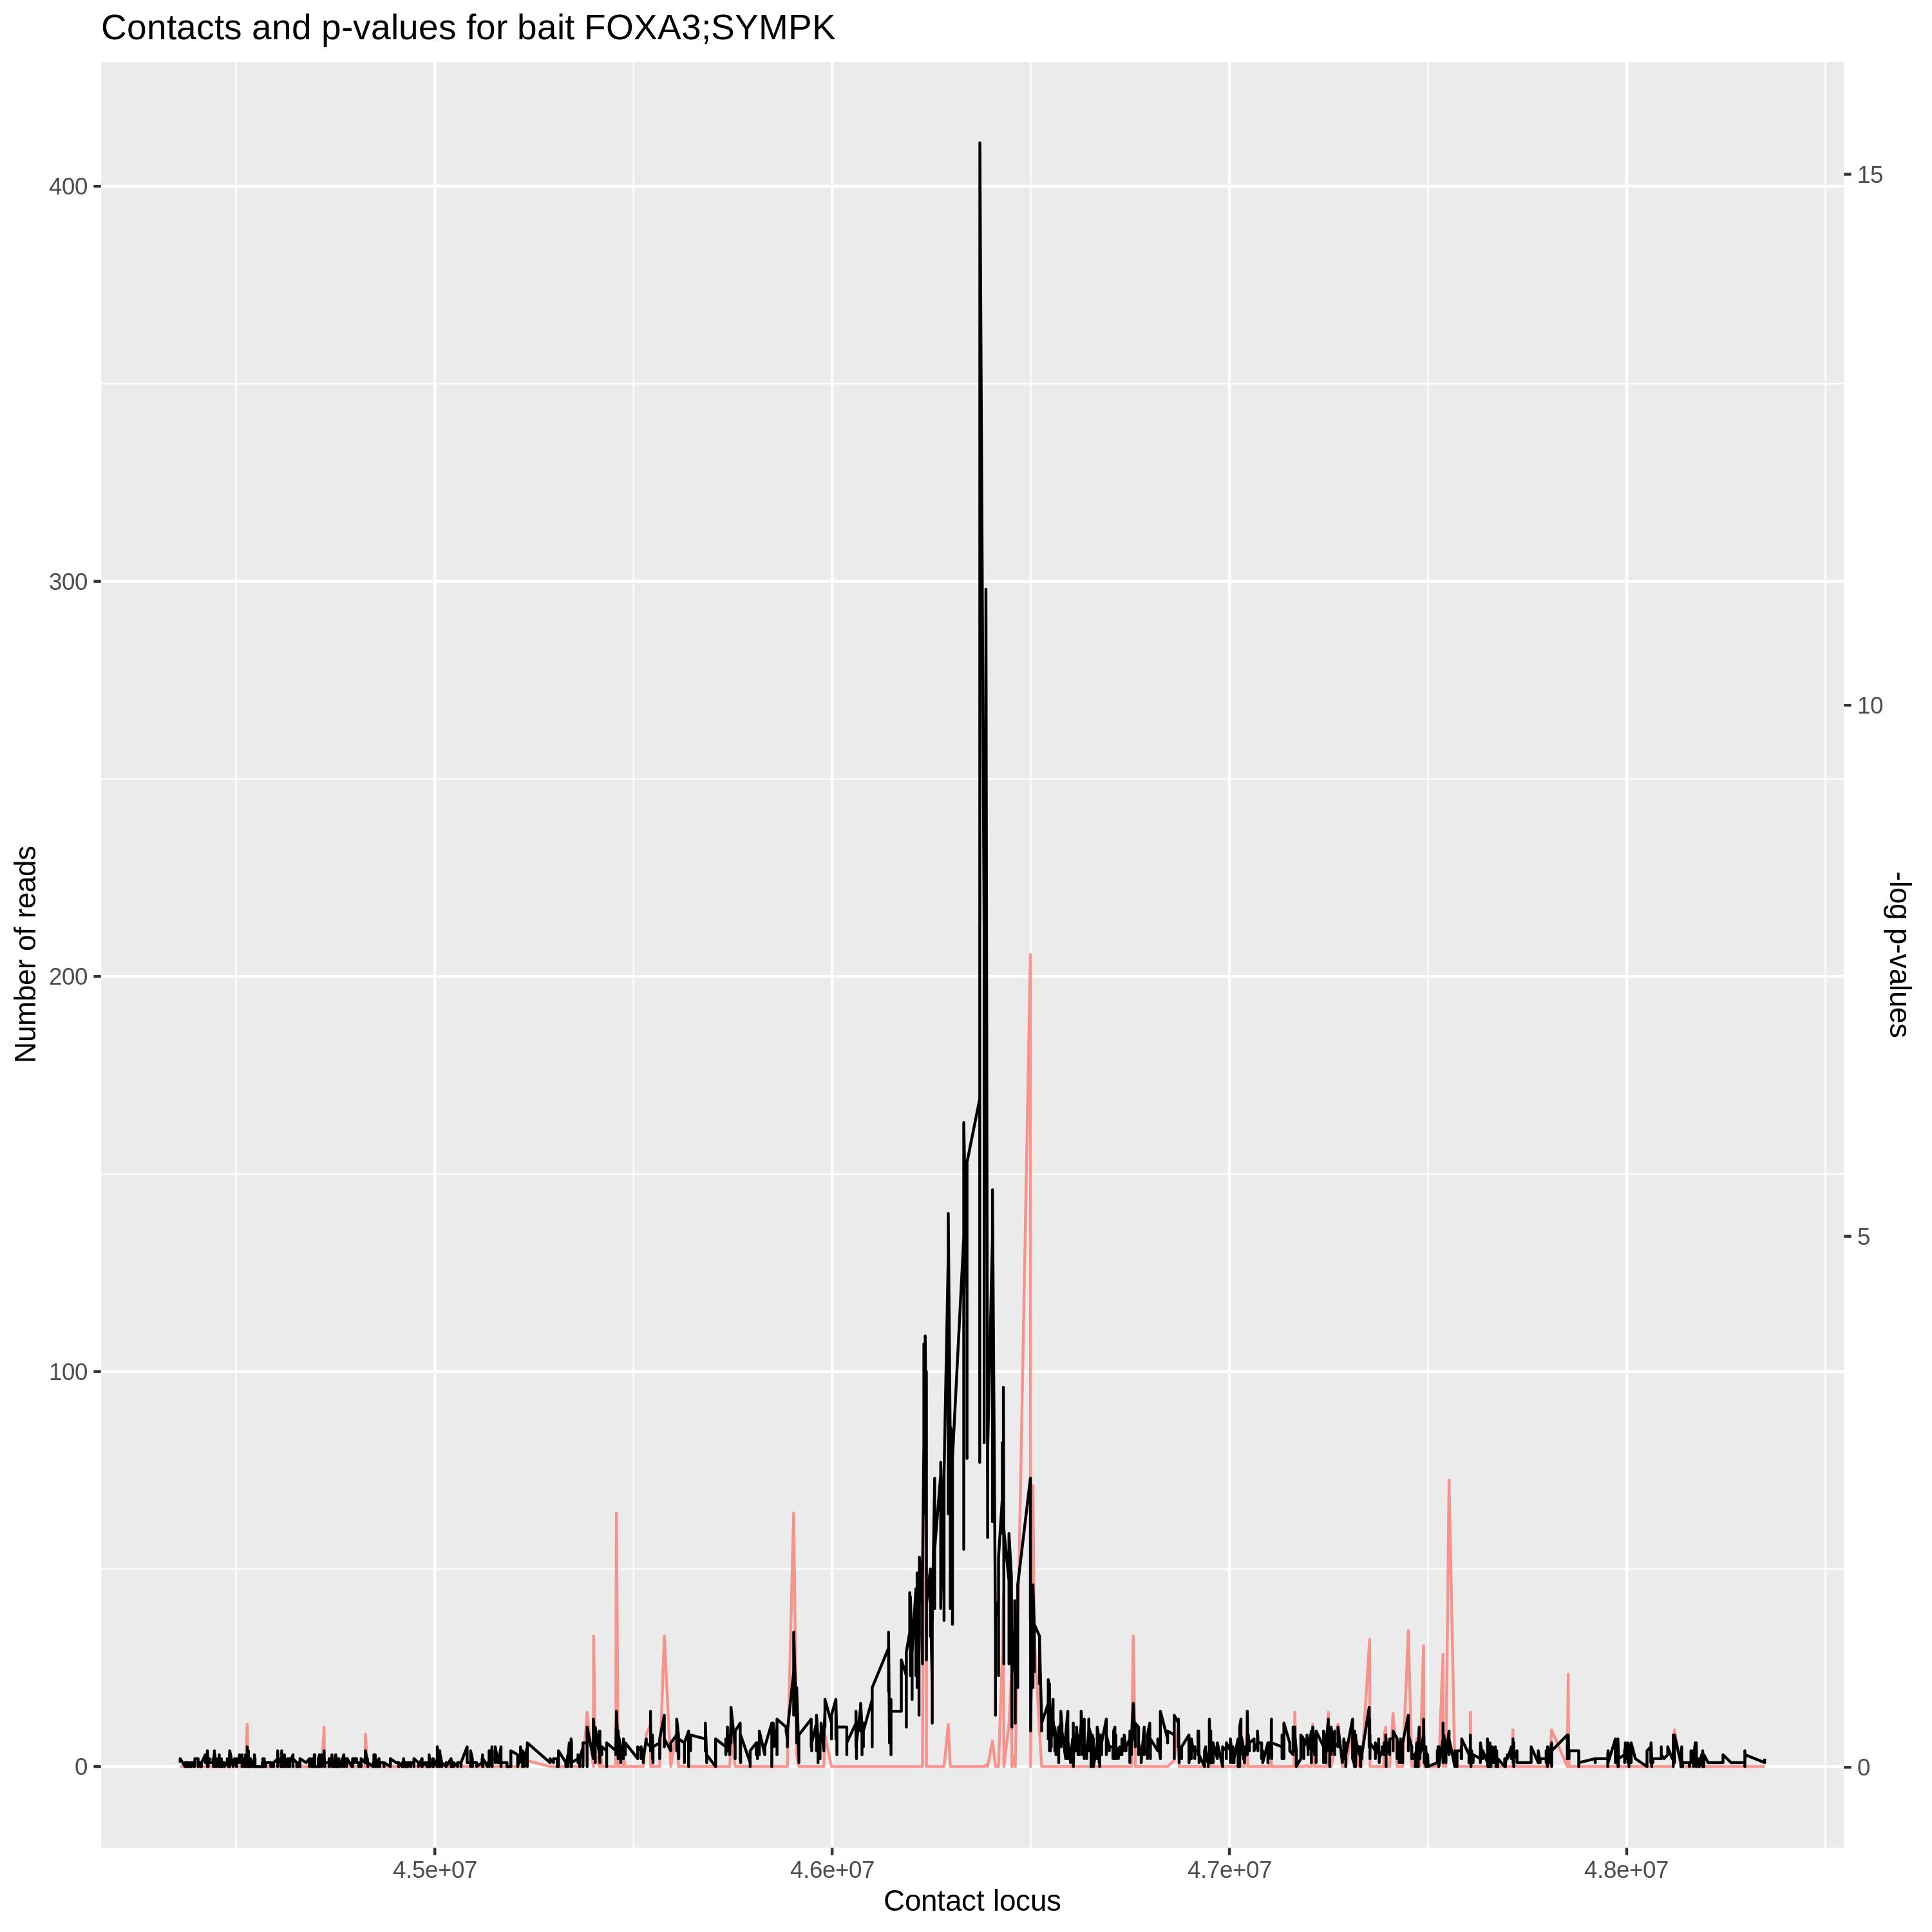 Contacts and p-values for bait FOXA3;SYMPK
400
300
200
100
0
Number of reads
15
10
5
0
-log p-values
4.5e+07
4.6e+07
4.7e+07
4.8e+07
Contact locus